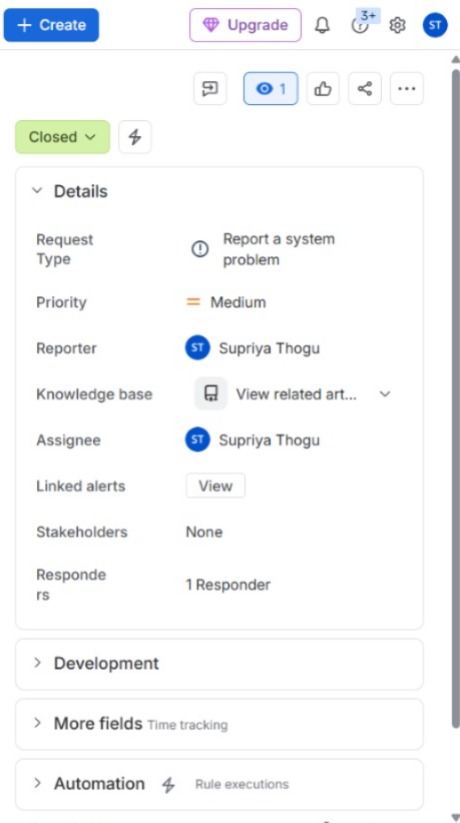 + Create
Upgrade
3+
ST
1
Closed
Details
Request
Type
Report a system
problem
Priority
Medium
Reporter
ST Supriya Thogu
Knowledge base
View related art...
Assignee
ST Supriya Thogu
Linked alerts
View
Stakeholders
None
Responde
rs
1 Responder
Development
More fields Time tracking
Automation Rule executions